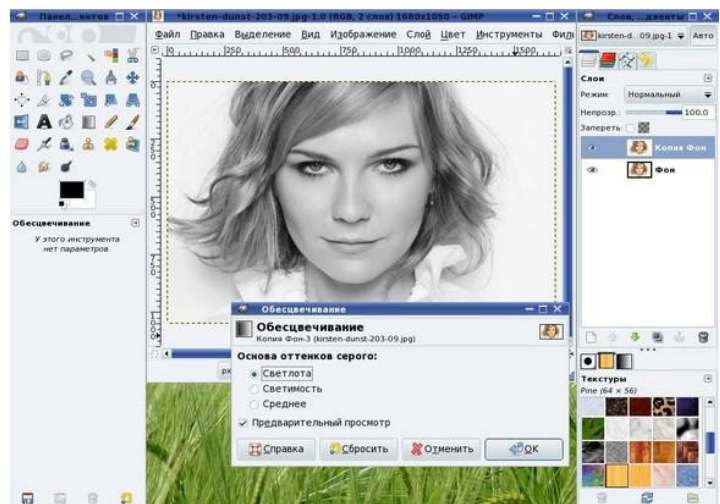 Панел...ентов
*kirsten-dunst-203-09.jpg-1.0 (RGB, 2 слоя) 1680x1050 – GIMP
Слои, ...диенты
Файл Правка Выделение Вид Изображение Слой Цвет Инструменты Фил
kirsten-d...09.jpg-1 Авто
Слои
Режим: Нормальный
Непрозр.: 100,0
Запереть:
Копия Фон
Фон
Обесцвечивание
У этого инструмента
нет параметров.
Обесцвечивание
Обесцвечивание
Копия Фон-3 (kirsten-dunst-203-09.jpg)
Основа оттенков серого:
Светлота
Светимость
Среднее
Предварительный просмотр
Справка Сбросить Отменить OK
px
Текстуры
Pine (64 × 56)